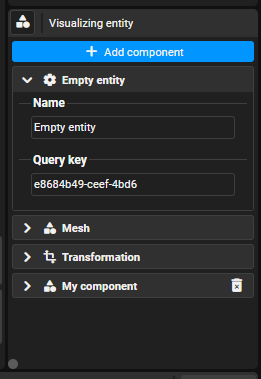 Visualizing entity
Add component
Empty entity
Name
Empty entity
Query key
e8684b49-ceef-4bd6
Mesh
Transformation
My component